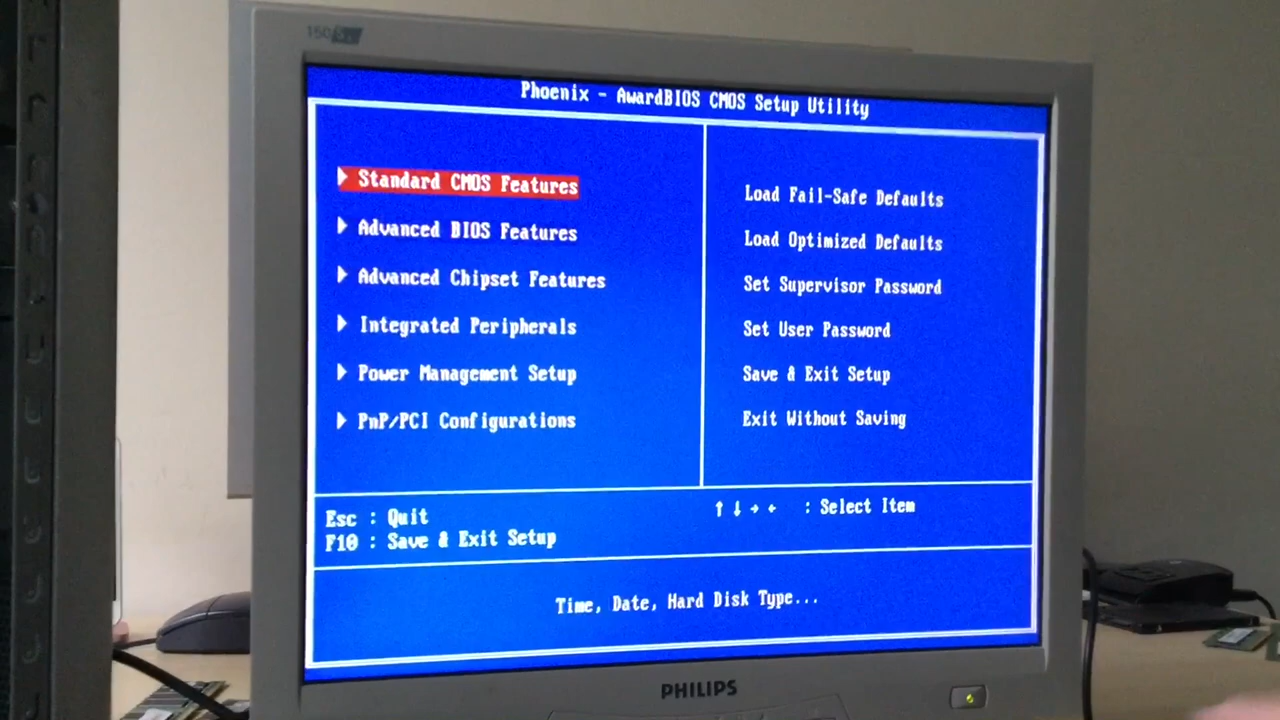 150S
Phoenix - AwardBIOS CMOS Setup Utility
Standard CMOS Features
Advanced BIOS Features
Advanced Chipset Features
Integrated Peripherals
Power Management Setup
PnP/PCI Configurations
Load Fail-Safe Defaults
Load Optimized Defaults
Set Supervisor Password
Set User Password
Save & Exit Setup
Exit Without Saving
Esc : Quit
F10 : Save & Exit Setup
↑ ↓ → ← : Select Item
Time, Date, Hard Disk Type...
PHILIPS